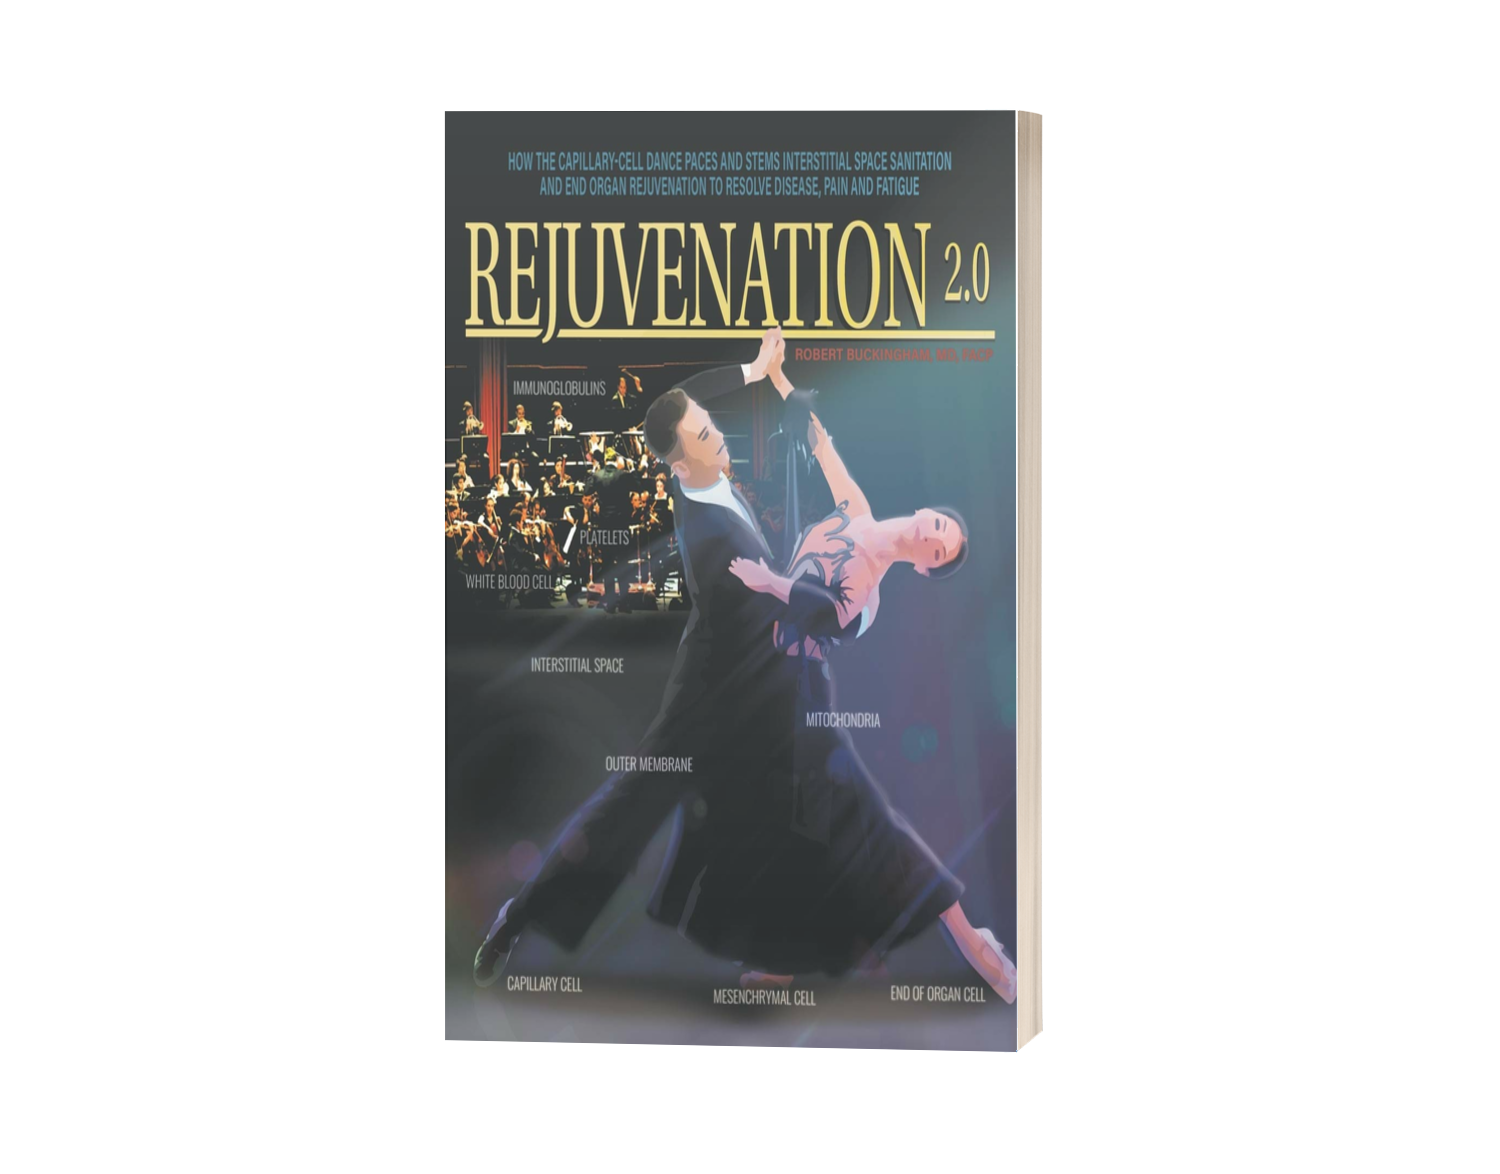 HOW THE CAPILLARY-CELL DANCE PACES AND STEMS INTERSTITIAL SPACE SANITATION
AND END ORGAN REJUVENATION TO RESOLVE DISEASE, PAIN AND FATIGUE
REJUVENATION 2.0
ROBERT BUCKINGHAM, MD, FACP
IMMUNOGLOBULINS
PLATELETS
WHITE BLOOD CELL
INTERSTITIAL SPACE
MITOCHONDRIA
OUTER MEMBRANE
CAPILLARY CELL
MESENCHRYMAL CELL
END OF ORGAN CELL